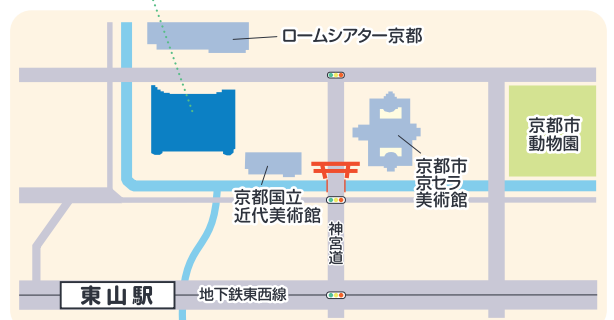 ロームシアター京都
京都市
動物園
京都市
京セラ
美術館
京都国立
近代美術館
神宮道
東山駅
地下鉄東西線